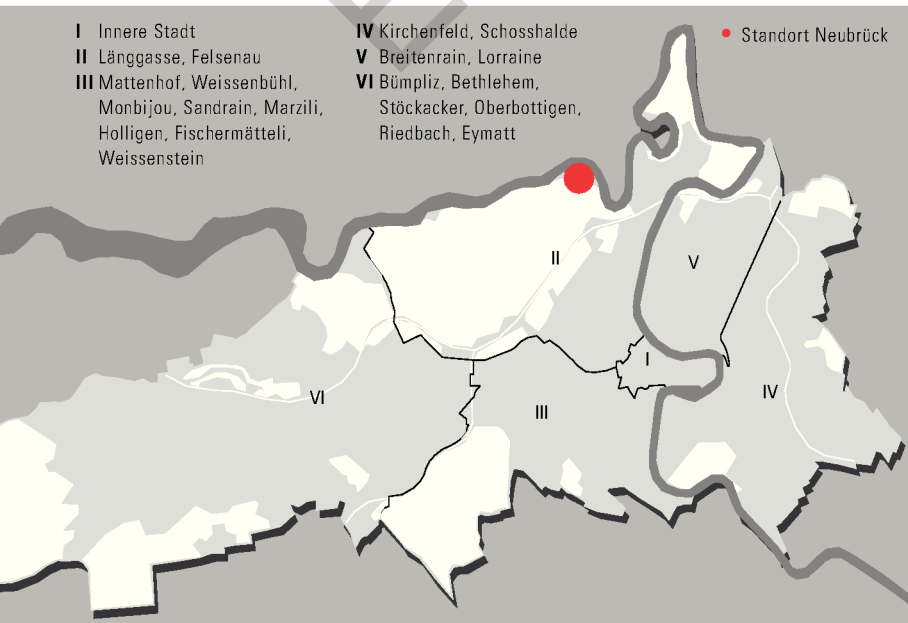 I Innere Stadt
II Länggasse, Felsenau
III Mattenhof, Weissenbühl,
Monbijou, Sandrain, Marzili,
Holligen, Fischermätteli,
Weissenstein
IV Kirchenfeld, Schosshalde
V Breitenrain, Lorraine
VI Bümpliz, Bethlehem,
Stöckacker, Oberbottigen,
Riedbach, Eymatt
Standort Neubrück
II
V
I
VI
III
IV